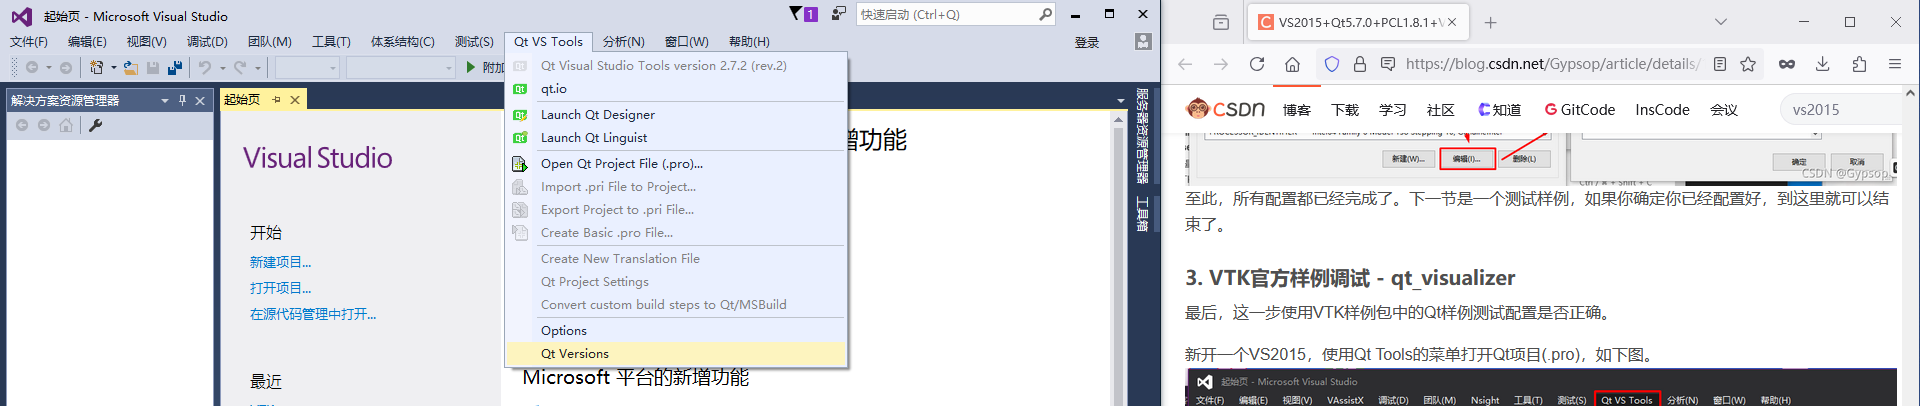 起始页 - Microsoft Visual Studio
1
快速启动 (Ctrl+Q)
文件(F) 编辑(E) 视图(V) 调试(D) 团队(M) 工具(T) 体系结构(C) 测试(S) Qt VS Tools 分析(N) 窗口(W) 帮助(H) 登录
附加
解决方案资源管理器
起始页
Visual Studio
开始
新建项目...
打开项目...
在源代码管理中打开...
最近
Qt Visual Studio Tools version 2.7.2 (rev.2)
qt.io
Launch Qt Designer
Launch Qt Linguist
Open Qt Project File (.pro)...
Import .pri File to Project...
Export Project to .pri File...
Create Basic .pro File...
Create New Translation File
Qt Project Settings
Convert custom build steps to Qt/MSBuild
Options
Qt Versions
增功能
Microsoft 平台的新增功能
服务器资源管理器
工具箱
VS2015+Qt5.7.0+PCL1.8.1+V
https://blog.csdn.net/Gypsop/article/details/
CSDN 博客 下载 学习 社区 C知道 GitCode InsCode 会议 vs2015
新建(W)... 编辑(I)... 删除(L)
确定 取消
CSDN @Gypsop
至此，所有配置都已经完成了。下一节是一个测试样例，如果你确定你已经配置好，到这里就可以结
束了。
3. VTK官方样例调试 - qt_visualizer
最后，这一步使用VTK样例包中的Qt样例测试配置是否正确。
新开一个VS2015，使用Qt Tools的菜单打开Qt项目(.pro)，如下图。
起始页 - Microsoft Visual Studio
文件(F) 编辑(E) 视图(V) VAssistX 调试(D) 团队(M) Nsight 工具(T) 测试(S) Qt VS Tools 分析(N) 窗口(W) 帮助(H)